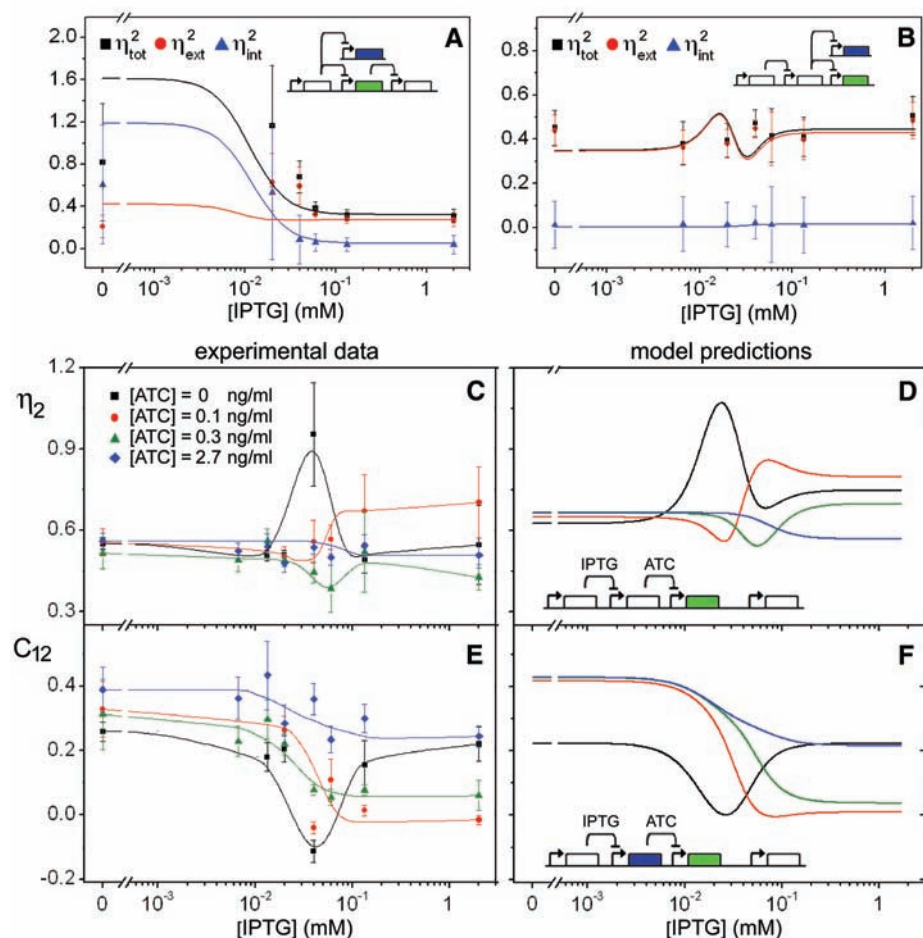 A
■ η²tot ● η²ext ▲ η²int
1.6
1.2
0.8
0.4
0.0
0 10⁻³ 10⁻² 10⁻¹ 1
[IPTG] (mM)
B
■ η²tot ● η²ext ▲ η²int
0.8
0.6
0.4
0.2
0.0
0 10⁻³ 10⁻² 10⁻¹ 1
[IPTG] (mM)
experimental data
model predictions
C
η₂
1.2
0.9
0.6
0.3
■ [ATC] = 0 ng/ml
● [ATC] = 0.1 ng/ml
▲ [ATC] = 0.3 ng/ml
◆ [ATC] = 2.7 ng/ml
D
IPTG ATC
E
C₁₂
0.4
0.2
0.0
-0.2
0 10⁻³ 10⁻² 10⁻¹ 1
[IPTG] (mM)
F
IPTG ATC
0 10⁻³ 10⁻² 10⁻¹ 1
[IPTG] (mM)